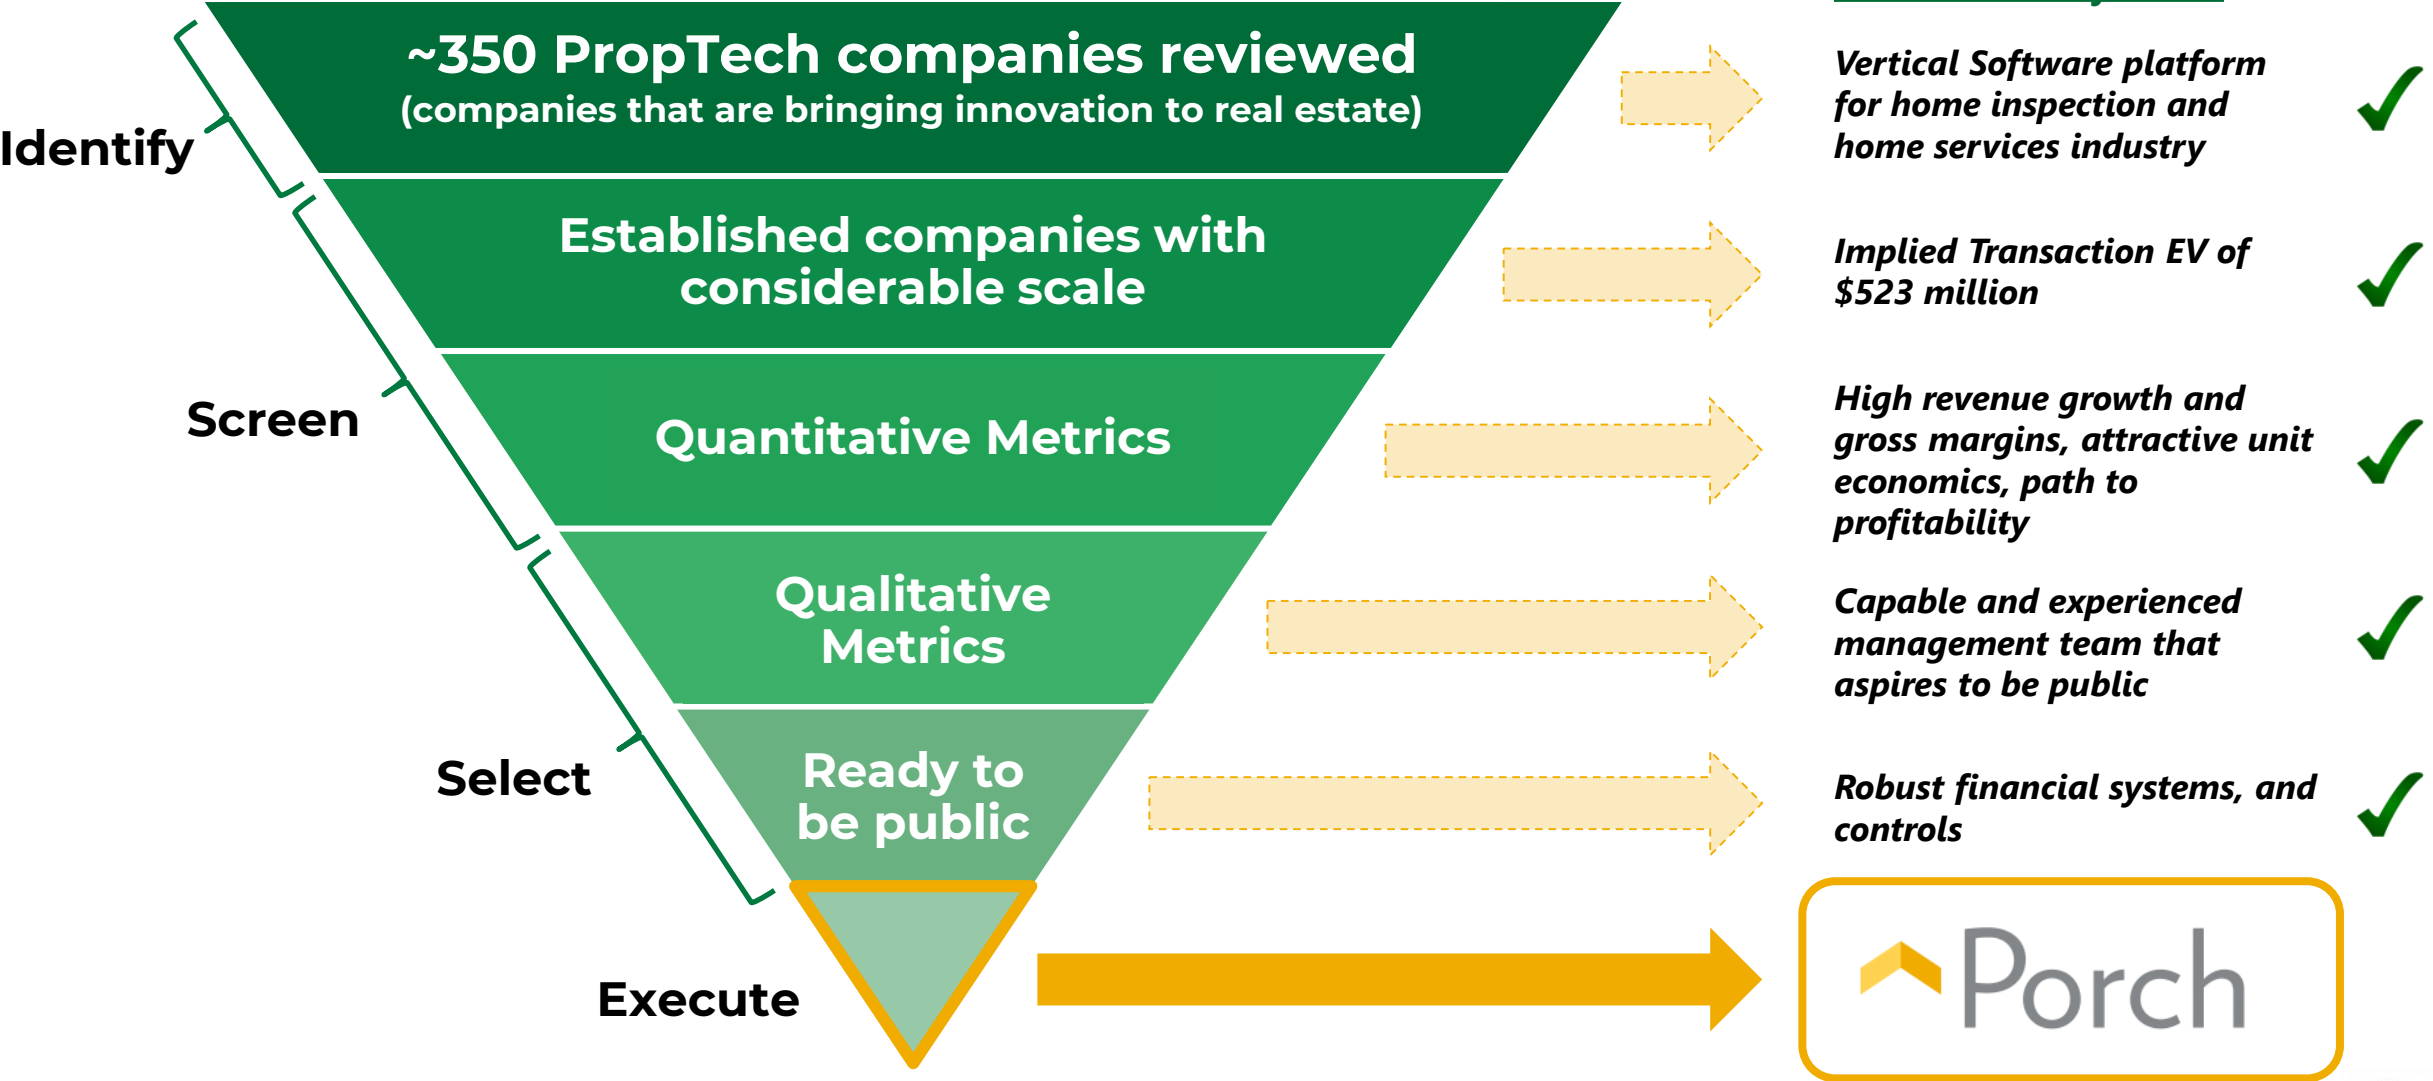 ~350 PropTech companies reviewed
(companies that are bringing innovation to real estate)
Identify
Vertical Software platform
for home inspection and
home services industry
Established companies with
considerable scale
Implied Transaction EV of
$523 million
Screen
Quantitative Metrics
High revenue growth and
gross margins, attractive unit
economics, path to
profitability
Qualitative
Metrics
Capable and experienced
management team that
aspires to be public
Select
Ready to
be public
Robust financial systems, and
controls
Execute
Porch